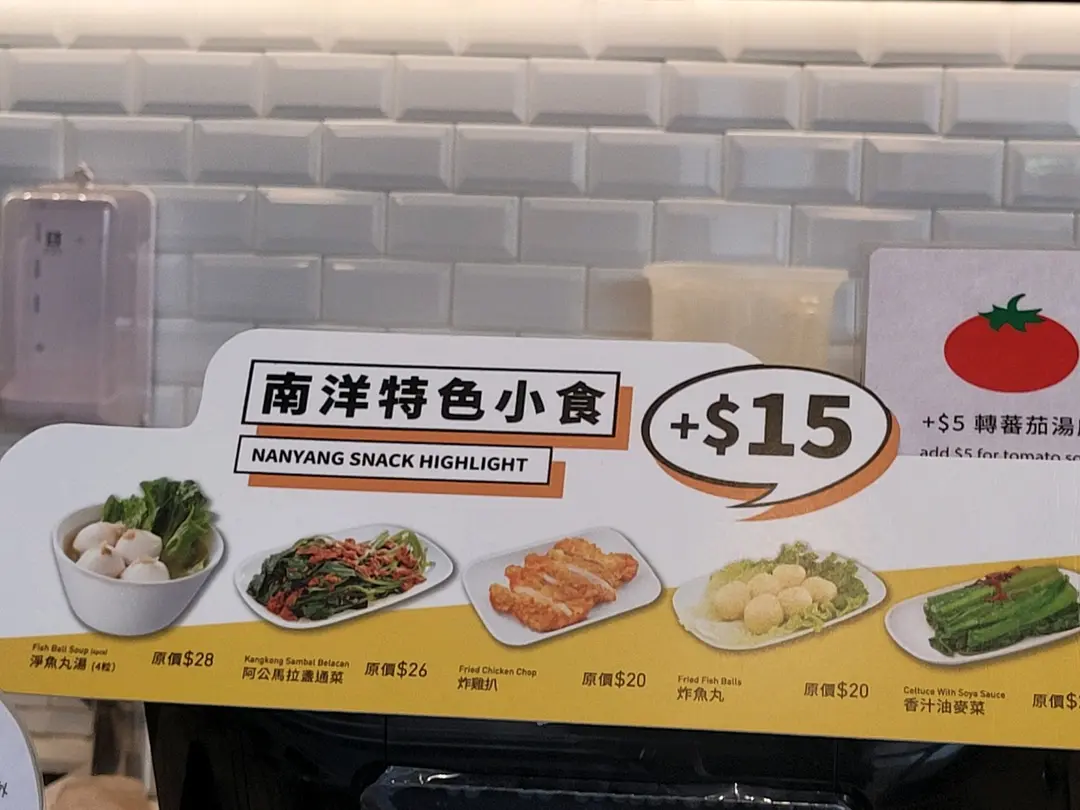 南洋特色小食
NANYANG SNACK HIGHLIGHT
+$15
+$5 轉蕃茄湯
add $5 for tomato
Fish Ball Soup (4pcs)
淨魚丸湯 (4粒)
原價$28
Kangkong Sambal Belacan
阿公馬拉盞通菜
原價$26
Fried Chicken Chop
炸雞扒
原價$20
Fried Fish Balls
炸魚丸
原價$20
Celtuce With Soya Sauce
香汁油麥菜
原價$